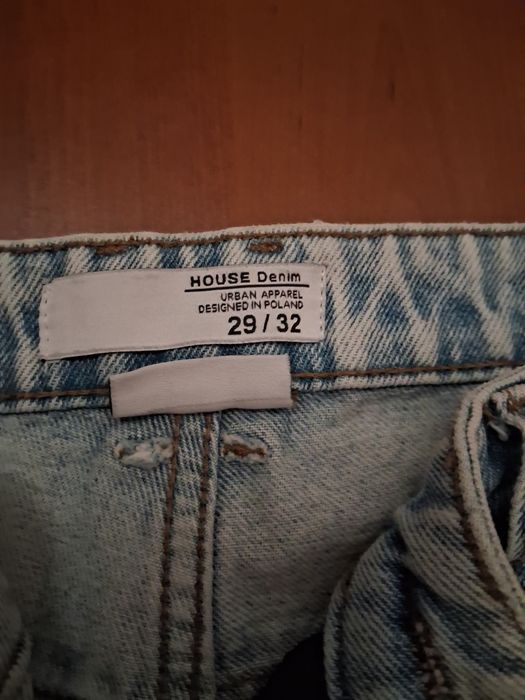 HOUSE Denim
URBAN APPAREL
DESIGNED IN POLAND
29 / 32